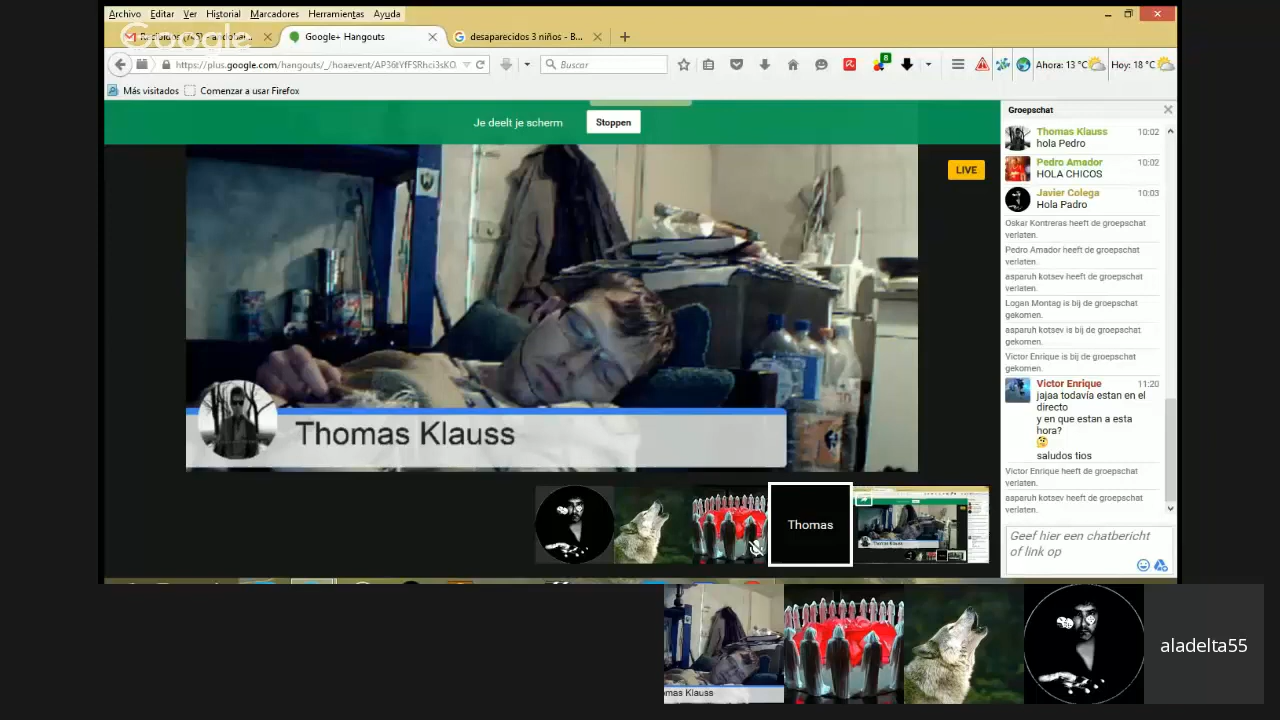 Archivo Editar Ver Historial Marcadores Herramientas Ayuda
Google
Google+ Hangouts
desaparecidos 3 niños - B...
https://plus.google.com/hangouts/_/hoaevent/AP36tYfFSRhci3sKO
Buscar
8
Ahora: 13 °C
Hoy: 18 °C
Más visitados
Comenzar a usar Firefox
Je deelt je scherm
Stoppen
LIVE
Thomas Klauss
Thomas
Groepschat
Thomas Klauss 10:02
hola Pedro
Pedro Amador 10:02
HOLA CHICOS
Javier Colega 10:03
Hola Padro
Oskar Kontreras heeft de groepschat
verlaten.
Pedro Amador heeft de groepschat
verlaten.
asparuh kotsev heeft de groepschat
verlaten.
Logan Montag is bij de groepschat
gekomen.
asparuh kotsev is bij de groepschat
gekomen.
Victor Enrique is bij de groepschat
gekomen.
Victor Enrique 11:20
jajaa todavía estan en el
directo
y en que estan a esta
hora?
saludos tios
Victor Enrique heeft de groepschat
verlaten.
asparuh kotsev heeft de groepschat
verlaten.
Geef hier een chatbericht
of link op
mas Klauss
aladelta55